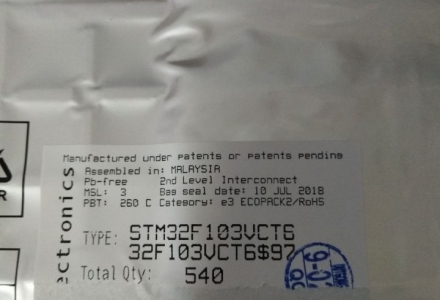 Manufactured under patents or patents pending
Assembled in: MALAYSIA
Pb-free 2nd Level Interconnect
MSL: 3 Bag seal date: 10 JUL 2018
PBT: 260 C Category: e3 ECOPACK2/RoHS
ectronics
TYPE: STM32F103VCT6
32F103VCT6$97
Total Qty: 540
R